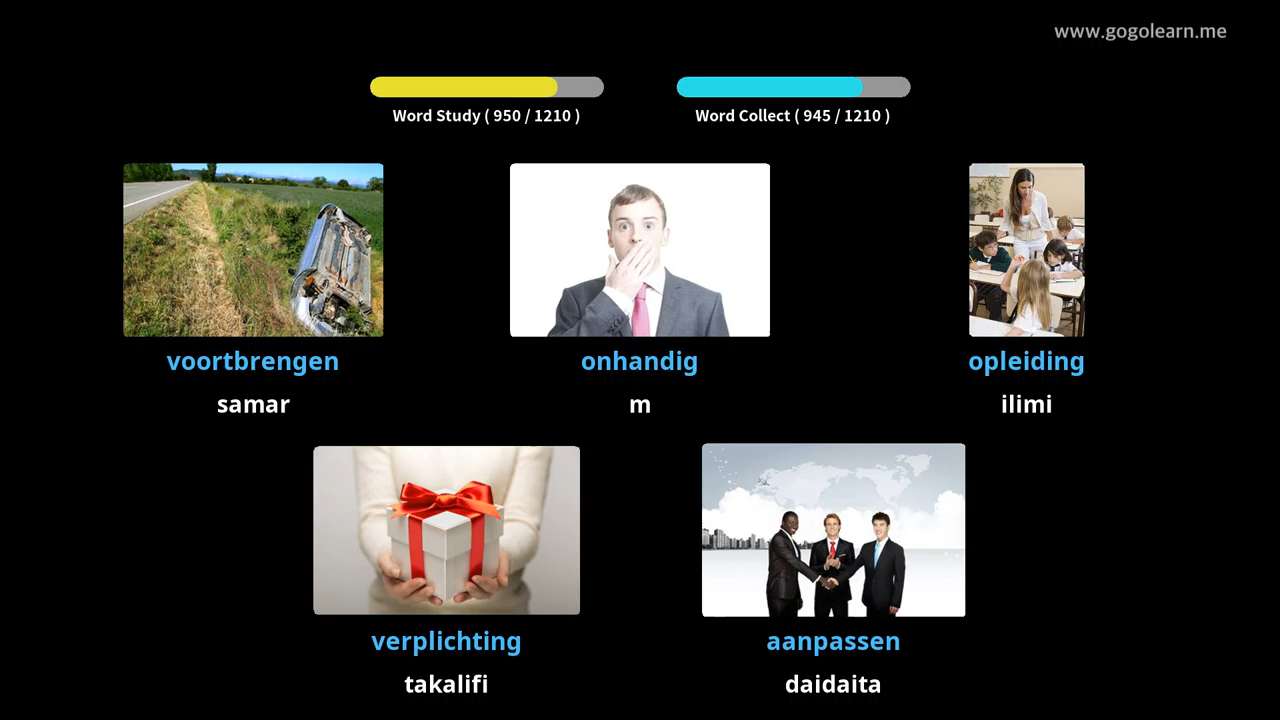 www.gogolearn.me
Word Study ( 950 / 1210 )
Word Collect ( 945 / 1210 )
voortbrengen
onhandig
opleiding
samar
m
ilimi
verplichting
aanpassen
takalifi
daidaita